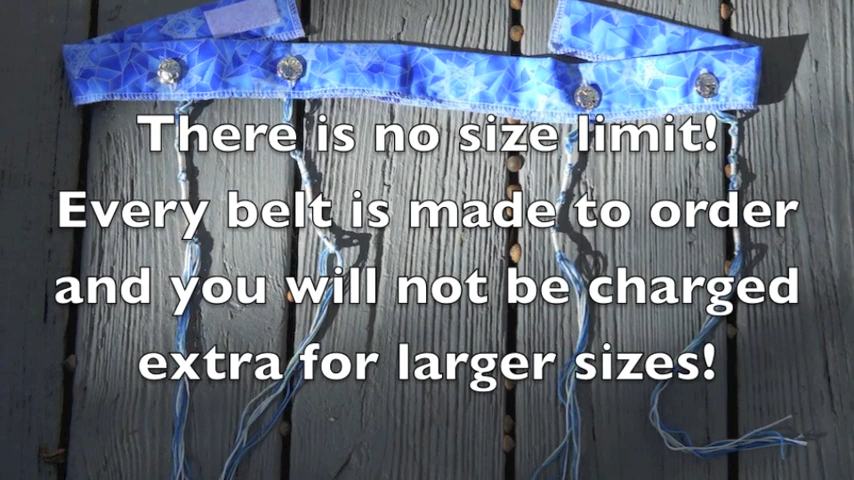 There is no size limit!
Every belt is made to order
and you will not be charged
extra for larger sizes!